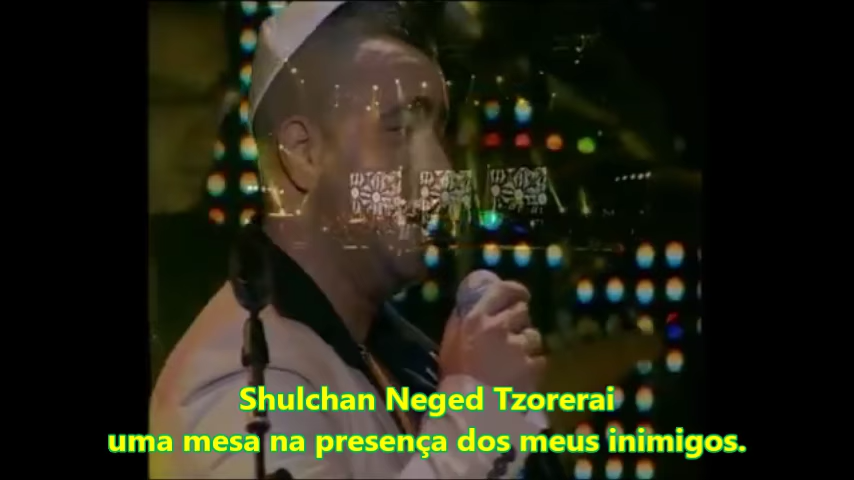 Shulchan Neged Tzorerai
uma mesa na presença dos meus inimigos.